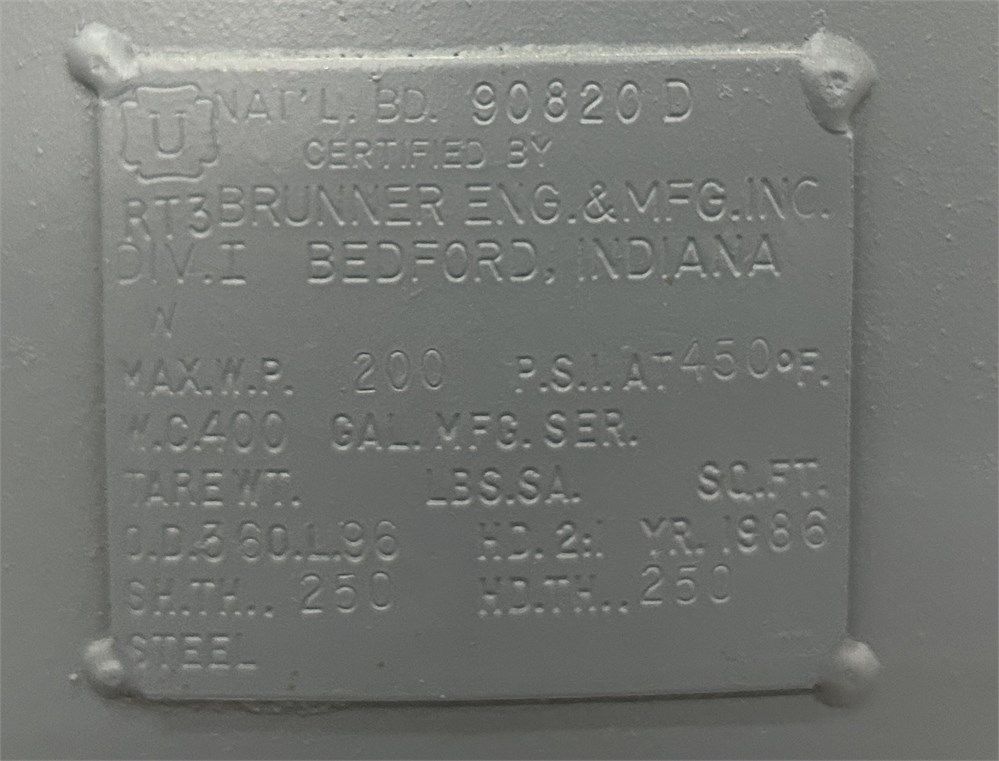 U NAT'L. BD. 90820 D
CERTIFIED BY
RT3 BRUNNER ENG. & MFG. INC.
DIV. I BEDFORD, INDIANA
W
MAX. W.P. 200 P.S.I. AT 450°F.
W.C. 400 GAL. MFG. SER.
TARE WT. LBS. SA. SQ. FT.
O.D. 36 O.L. 96 HD. 2:1 YR. 1986
SH. TH. . 250 HD. TH. . 250
STEEL